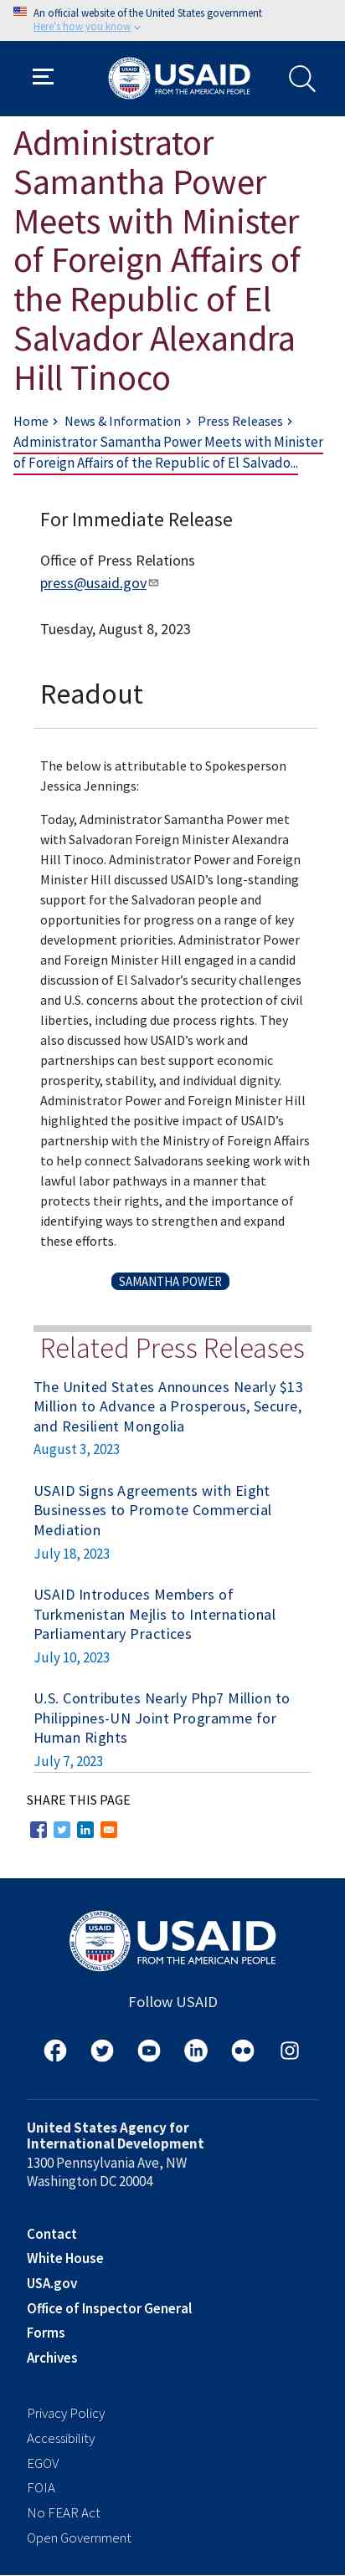 An official website of the United States government
Here's how you know
USAID
FROM THE AMERICAN PEOPLE
Administrator
Samantha Power
Meets with Minister
of Foreign Affairs of
the Republic of El
Salvador Alexandra
Hill Tinoco
Home > News & Information > Press Releases >
Administrator Samantha Power Meets with Minister
of Foreign Affairs of the Republic of El Salvado...
For Immediate Release
Office of Press Relations
press@usaid.gov
Tuesday, August 8, 2023
Readout
The below is attributable to Spokesperson
Jessica Jennings:
Today, Administrator Samantha Power met
with Salvadoran Foreign Minister Alexandra
Hill Tinoco. Administrator Power and Foreign
Minister Hill discussed USAID’s long-standing
support for the Salvadoran people and
opportunities for progress on a range of key
development priorities. Administrator Power
and Foreign Minister Hill engaged in a candid
discussion of El Salvador’s security challenges
and U.S. concerns about the protection of civil
liberties, including due process rights. They
also discussed how USAID’s work and
partnerships can best support economic
prosperity, stability, and individual dignity.
Administrator Power and Foreign Minister Hill
highlighted the positive impact of USAID’s
partnership with the Ministry of Foreign Affairs
to help connect Salvadorans seeking work with
lawful labor pathways in a manner that
protects their rights, and the importance of
identifying ways to strengthen and expand
these efforts.
SAMANTHA POWER
Related Press Releases
The United States Announces Nearly $13
Million to Advance a Prosperous, Secure,
and Resilient Mongolia
August 3, 2023
USAID Signs Agreements with Eight
Businesses to Promote Commercial
Mediation
July 18, 2023
USAID Introduces Members of
Turkmenistan Mejlis to International
Parliamentary Practices
July 10, 2023
U.S. Contributes Nearly Php7 Million to
Philippines-UN Joint Programme for
Human Rights
July 7, 2023
SHARE THIS PAGE
USAID
FROM THE AMERICAN PEOPLE
Follow USAID
United States Agency for
International Development
1300 Pennsylvania Ave, NW
Washington DC 20004
Contact
White House
USA.gov
Office of Inspector General
Forms
Archives
Privacy Policy
Accessibility
EGOV
FOIA
No FEAR Act
Open Government